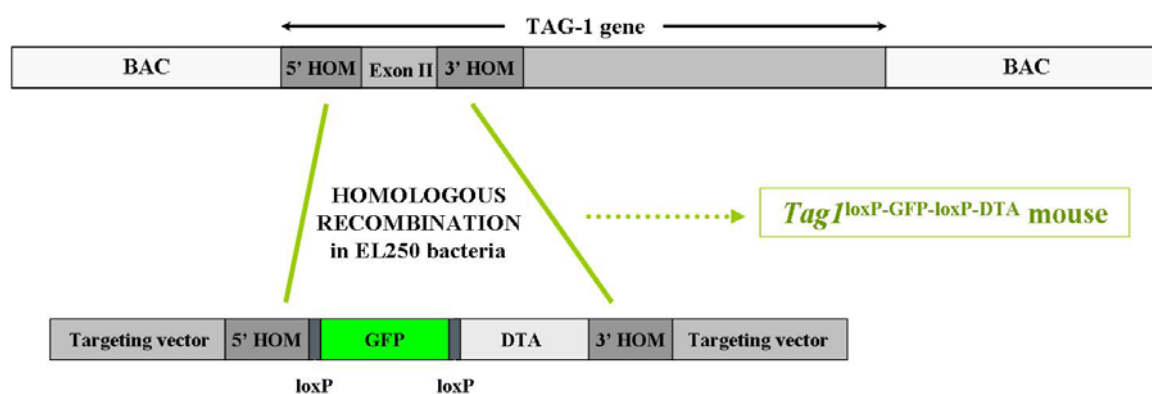 TAG-1 gene
BAC 5’ HOM Exon II 3’ HOM BAC
HOMOLOGOUS
RECOMBINATION
in EL250 bacteria
Tag1loxP-GFP-loxP-DTA mouse
Targeting vector 5’ HOM GFP DTA 3’ HOM Targeting vector
loxP loxP